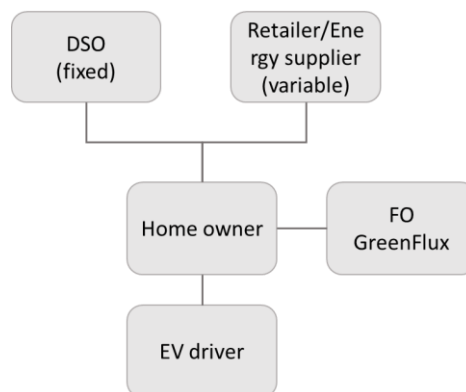 DSO
(fixed)
Retailer/Ene
rgy supplier
(variable)
Home owner
FO
GreenFlux
EV driver